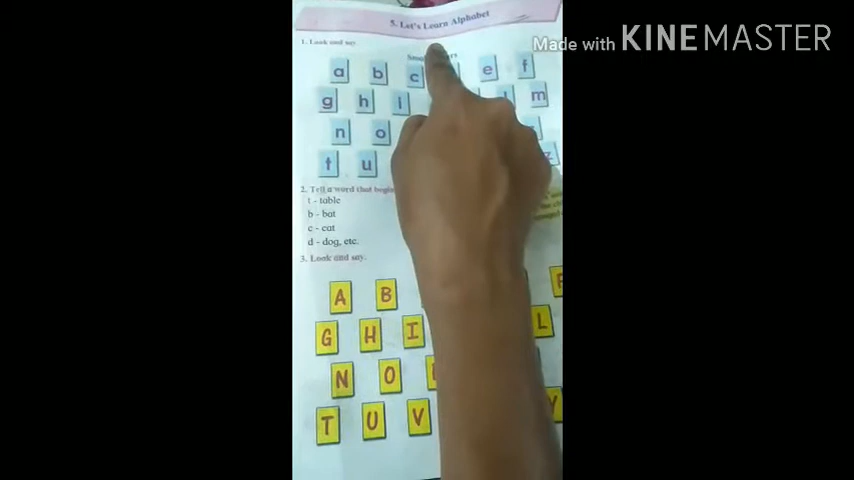 Made with KINEMASTER
5. Let's Learn Alphabet
1. Look and say
a b c e f
g h i m
n o
t u z
2. Tell a word that begin
t - table
b - bat
c - cat
d - dog, etc.
3. Look and say.
A B
G H I L
N O
T U V Y